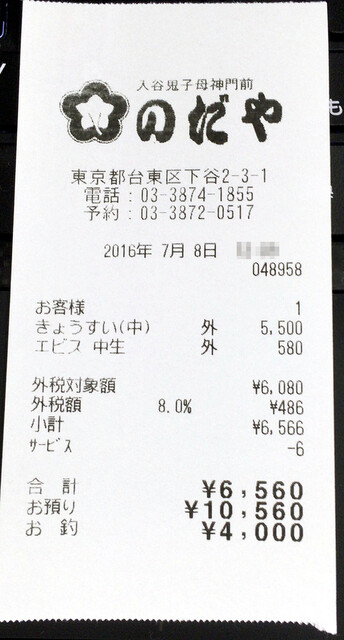 入谷鬼子母神門前
のだや
東京都台東区下谷2-3-1
電話：03-3874-1855
予約：03-3872-0517
2016年 7月 8日
048958
お客様 1
きょうすい(中) 外 5,500
エビス 中生 外 580
外税対象額 ¥6,080
外税額 8.0% ¥486
小計 ¥6,566
サービス -6
合 計 ¥6,560
お預り ¥10,560
お 釣 ¥4,000